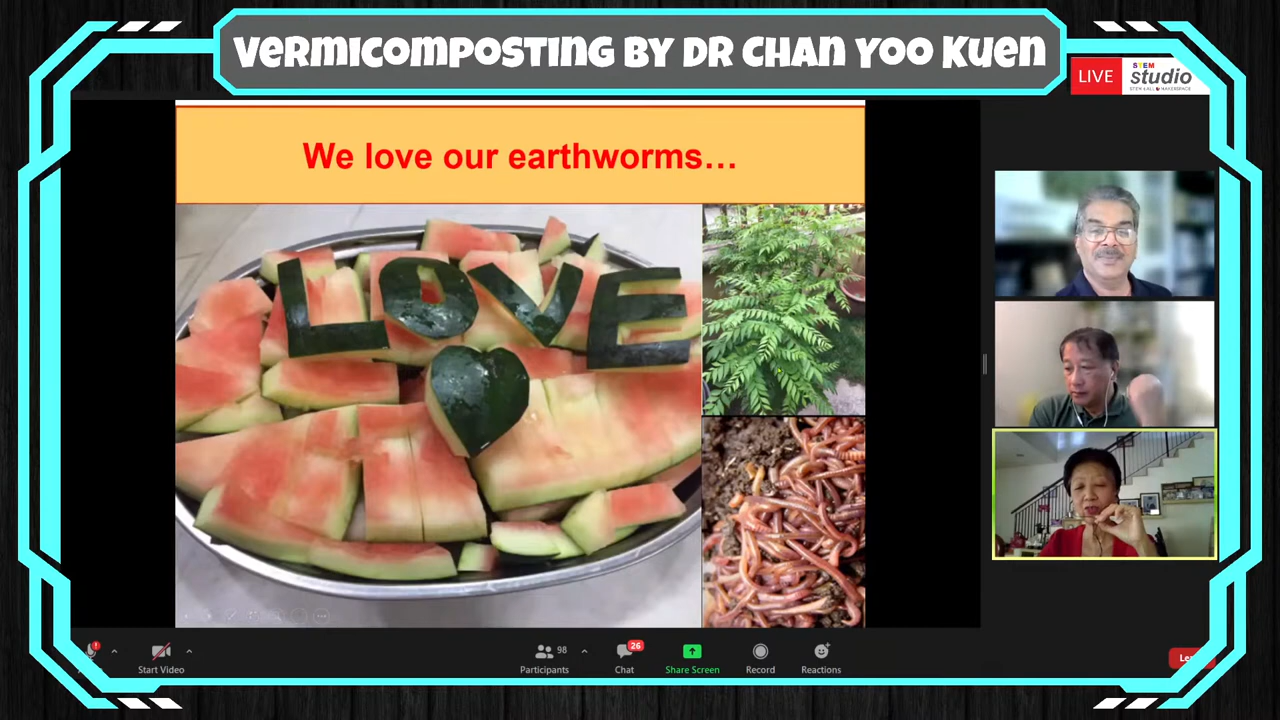 VERMICOMPOSTING BY DR CHAN YOO KUEN
LIVE
STEM
studio
We love our earthworms…
LOVE
Start Video
98
Participants
26
Chat
Share Screen
Record
Reactions